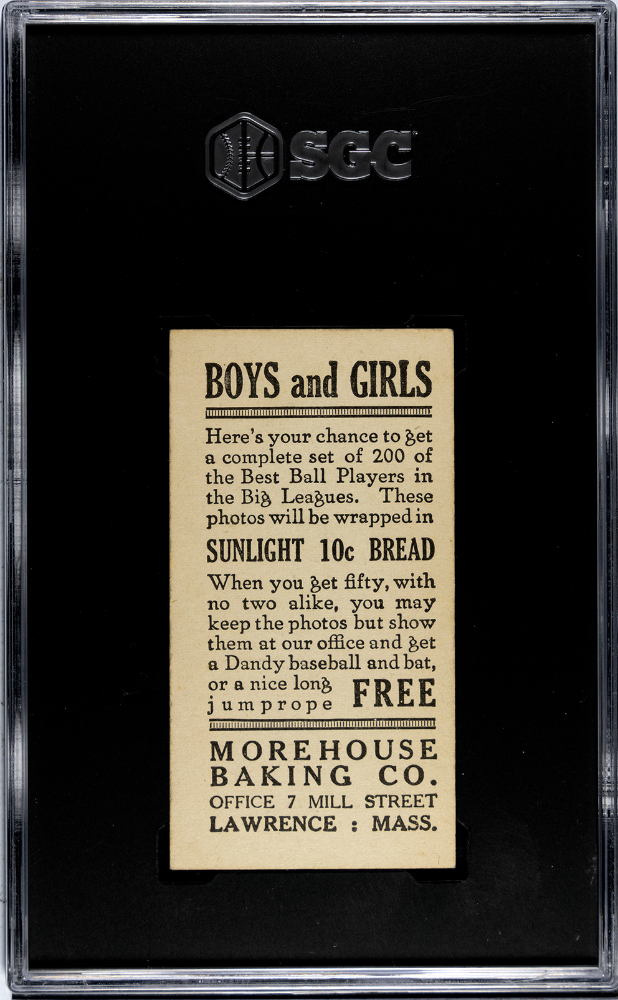 SGC
BOYS and GIRLS
Here's your chance to get
a complete set of 200 of
the Best Ball Players in
the Big Leagues. These
photos will be wrapped in
SUNLIGHT 10c BREAD
When you get fifty, with
no two alike, you may
keep the photos but show
them at our office and get
a Dandy baseball and bat,
or a nice long
jumprope FREE
MOREHOUSE
BAKING CO.
OFFICE 7 MILL STREET
LAWRENCE : MASS.